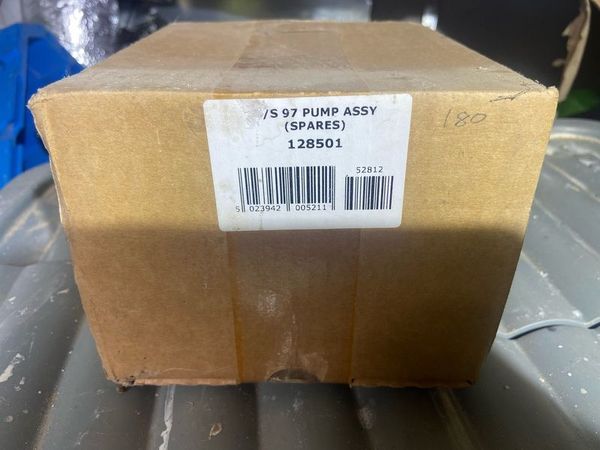 /S 97 PUMP ASSY
(SPARES)
128501
52812
5 023942 005211
180